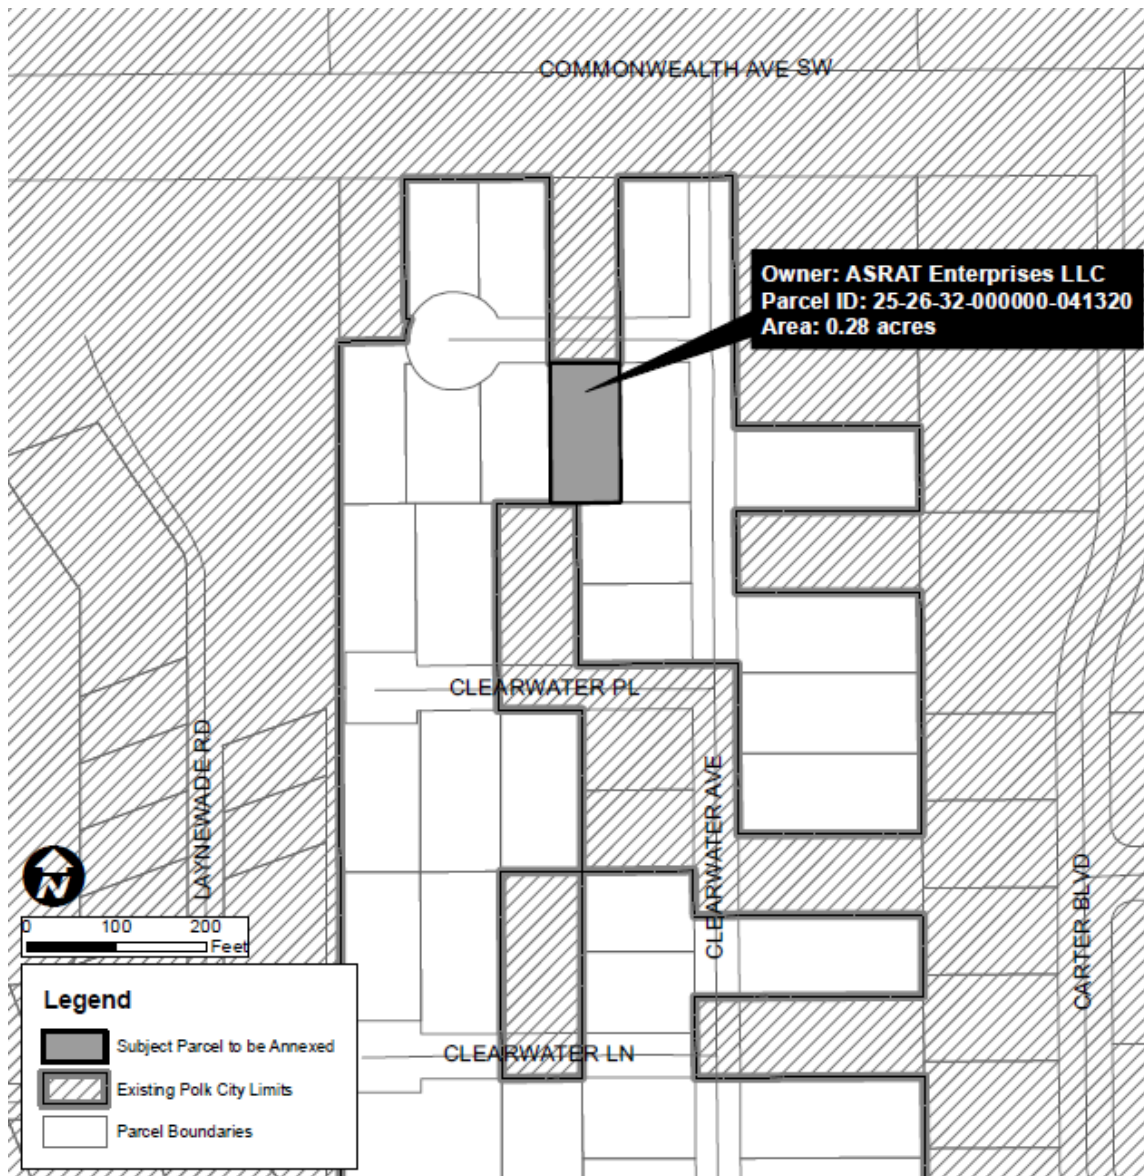 COMMONWEALTH AVE SW
Owner: ASRAT Enterprises LLC
Parcel ID: 25-26-32-000000-041320
Area: 0.28 acres
CLEARWATER PL
LAYNEWADE RD
CLEARWATER AVE
CARTER BLVD
N
0 100 200
Feet
CLEARWATER LN
Legend
Subject Parcel to be Annexed
Existing Polk City Limits
Parcel Boundaries